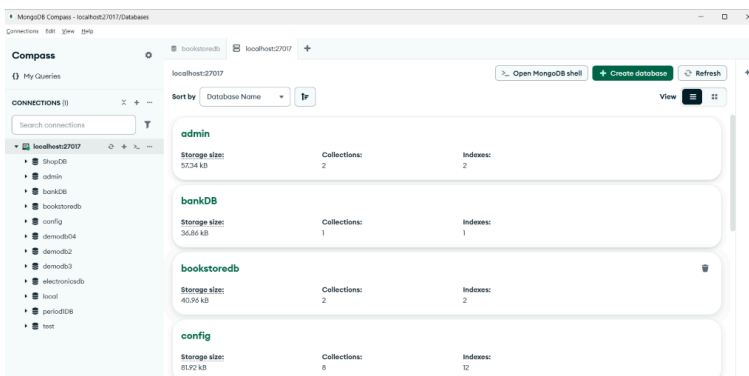 MongoDB Compass - localhost:27017/Databases
Connections Edit View Help
Compass
{} My Queries
CONNECTIONS (1)
Search connections
localhost:27017
ShopDB
admin
bankDB
bookstoredb
config
demodb04
demodb2
demodb3
electronicsdb
local
period1DB
test
bookstoredb localhost:27017 +
localhost:27017
>_ Open MongoDB shell + Create database Refresh
Sort by Database Name View
admin
Storage size: Collections: Indexes:
57.34 kB 2 2
bankDB
Storage size: Collections: Indexes:
36.86 kB 1 1
bookstoredb
Storage size: Collections: Indexes:
40.96 kB 2 2
config
Storage size: Collections: Indexes:
81.92 kB 8 12